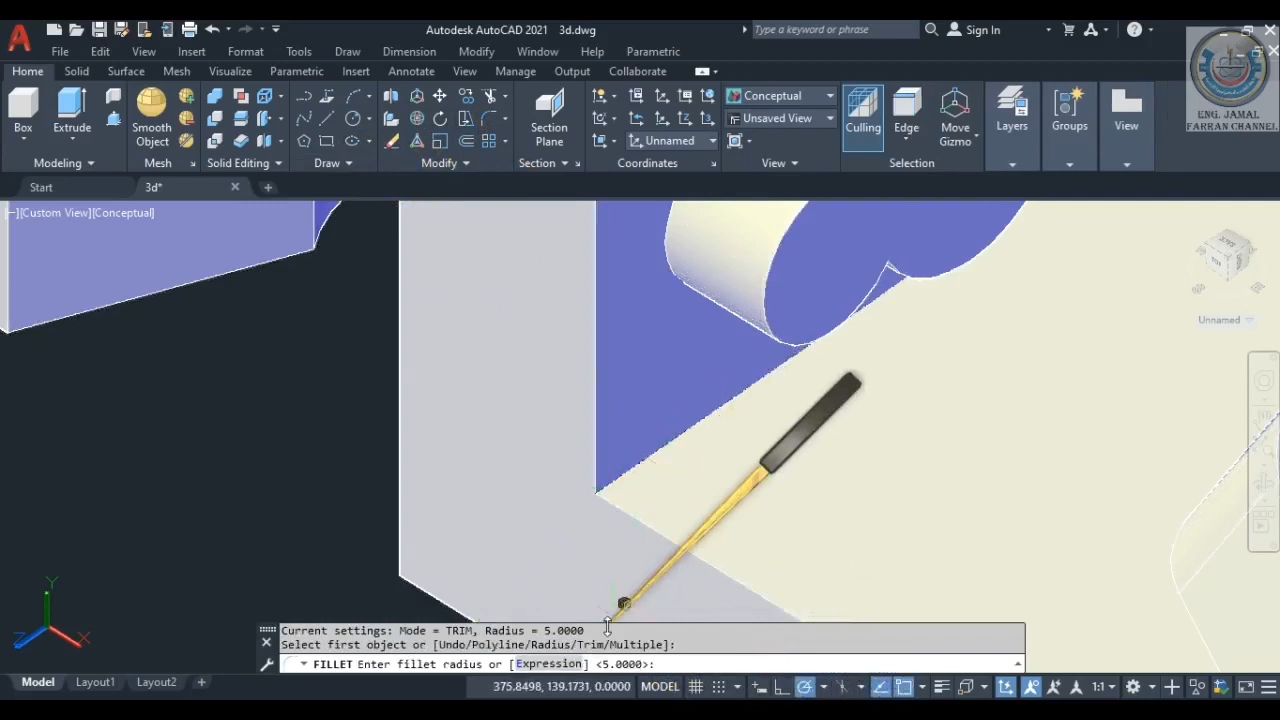 Autodesk AutoCAD 2021 3d.dwg
Type a keyword or phrase
Sign In
File Edit View Insert Format Tools Draw Dimension Modify Window Help Parametric
Home Solid Surface Mesh Visualize Parametric Insert Annotate View Manage Output Collaborate
Box
Extrude
Smooth
Object
Section
Plane
Conceptual
Unsaved View
Unnamed
Culling
Edge
Move
Gizmo
Layers
Groups
View
ENG. JAMAL
FARRAN CHANNEL
Modeling Mesh Solid Editing Draw Modify Section Coordinates View Selection
Start 3d*
[−][Custom View][Conceptual]
Unnamed
Y
Z
X
Current settings: Mode = TRIM, Radius = 5.0000
Select first object or [Undo/Polyline/Radius/Trim/Multiple]:
FILLET Enter fillet radius or [Expression] <5.0000>:
Model Layout1 Layout2
375.8498, 139.1731, 0.0000 MODEL 1:1